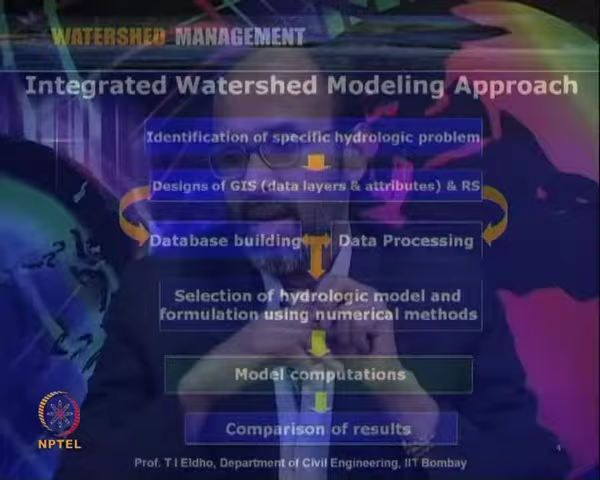 WATERSHED MANAGEMENT
Integrated Watershed Modeling Approach
Identification of specific hydrologic problem
Designs of GIS (data layers & attributes) & RS
Database building
Data Processing
Selection of hydrologic model and
formulation using numerical methods
Model computations
Comparison of results
NPTEL
Prof. T I Eldho, Department of Civil Engineering, IIT Bombay
4